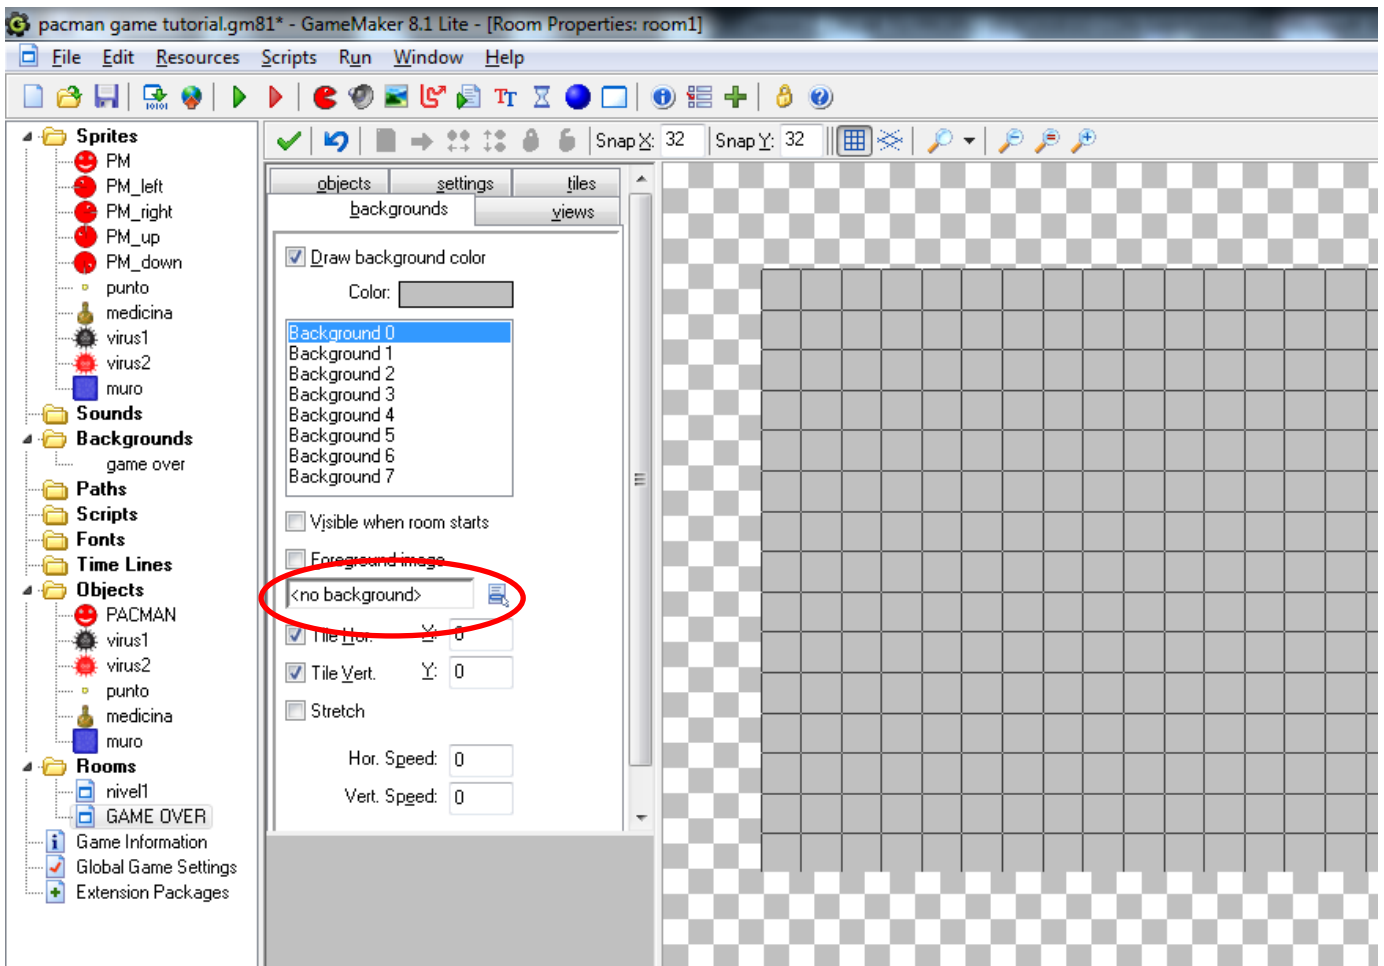 pacman game tutorial.gm81* - GameMaker 8.1 Lite - [Room Properties: room1]
File Edit Resources Scripts Run Window Help
Snap X: 32 Snap Y: 32
Sprites
PM
PM_left
PM_right
PM_up
PM_down
punto
medicina
virus1
virus2
muro
Sounds
Backgrounds
game over
Paths
Scripts
Fonts
Time Lines
Objects
PACMAN
virus1
virus2
punto
medicina
muro
Rooms
nivel1
GAME OVER
Game Information
Global Game Settings
Extension Packages
objects settings tiles
backgrounds views
Draw background color
Color:
Background 0
Background 1
Background 2
Background 3
Background 4
Background 5
Background 6
Background 7
Visible when room starts
Foreground image
<no background>
Tile Hor. X: 0
Tile Vert. Y: 0
Stretch
Hor. Speed: 0
Vert. Speed: 0